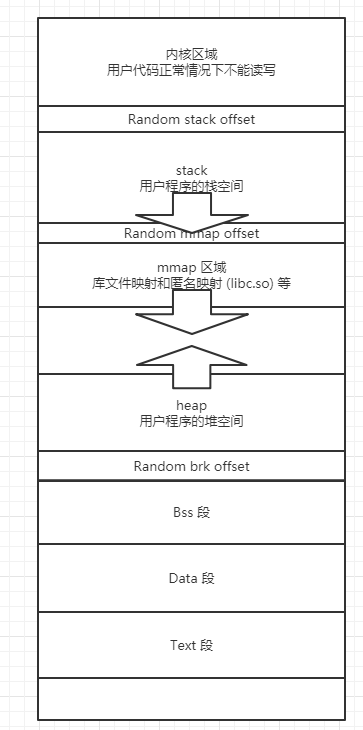 内核区域
用户代码正常情况下不能读写
Random stack offset
stack
用户程序的栈空间
Random mmap offset
mmap 区域
库文件映射和匿名映射 (libc.so) 等
heap
用户程序的堆空间
Random brk offset
Bss 段
Data 段
Text 段